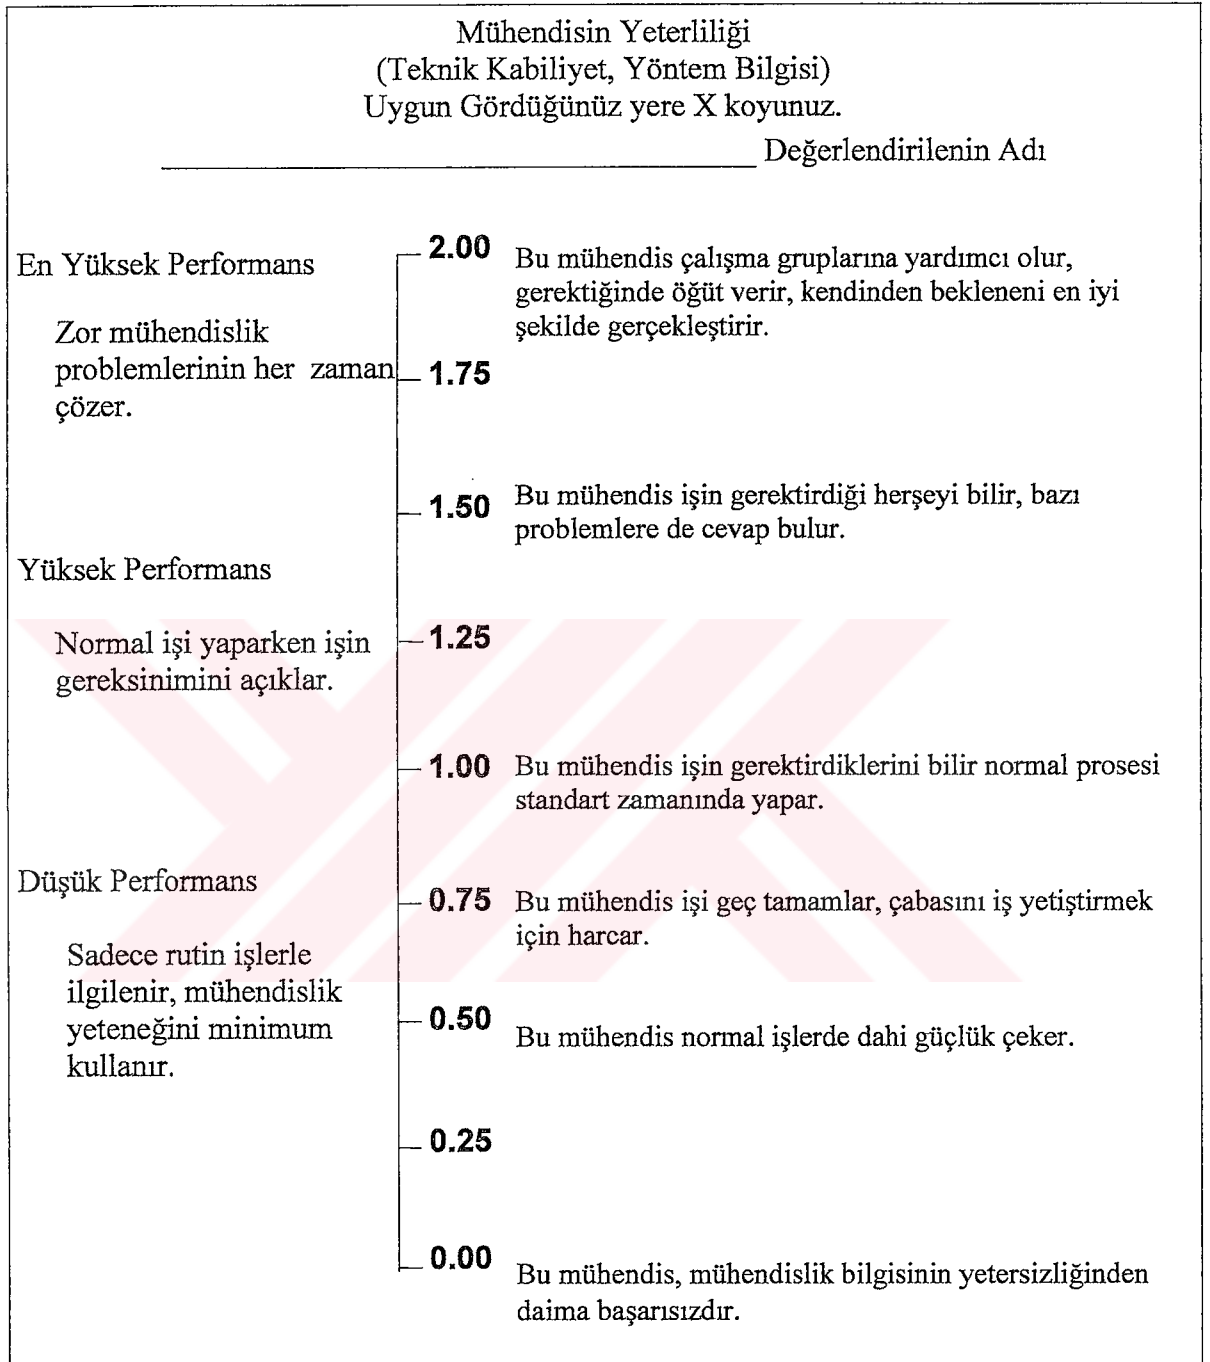 Mühendisin Yeterliliği
(Teknik Kabiliyet, Yöntem Bilgisi)
Uygun Gördüğünüz yere X koyunuz.
Değerlendirilenin Adı
En Yüksek Performans
Zor mühendislik
problemlerinin her zaman
çözer.
Yüksek Performans
Normal işi yaparken işin
gereksinimini açıklar.
Düşük Performans
Sadece rutin işlerle
ilgilenir, mühendislik
yeteneğini minimum
kullanır.
2.00
Bu mühendis çalışma gruplarına yardımcı olur,
gerektiğinde öğüt verir, kendinden bekleneni en iyi
şekilde gerçekleştirir.
1.75
1.50
Bu mühendis işin gerektirdiği herşeyi bilir, bazı
problemlere de cevap bulur.
1.25
1.00
Bu mühendis işin gerektirdiklerini bilir normal prosesi
standart zamanında yapar.
0.75
Bu mühendis işi geç tamamlar, çabasını iş yetiştirmek
için harcar.
0.50
Bu mühendis normal işlerde dahi güçlük çeker.
0.25
0.00
Bu mühendis, mühendislik bilgisinin yetersizliğinden
daima başarısızdır.